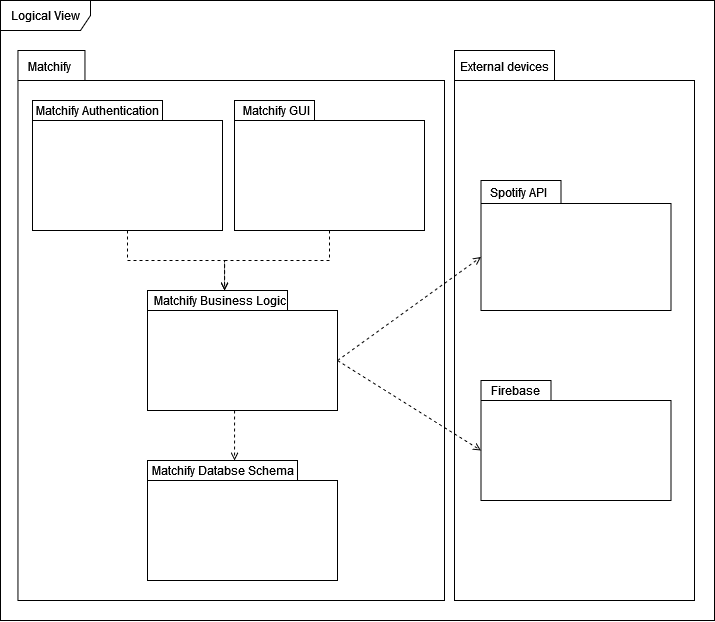 Logical View
Matchify
External devices
Matchify Authentication
Matchify GUI
Spotify API
Matchify Business Logic
Firebase
Matchify Databse Schema